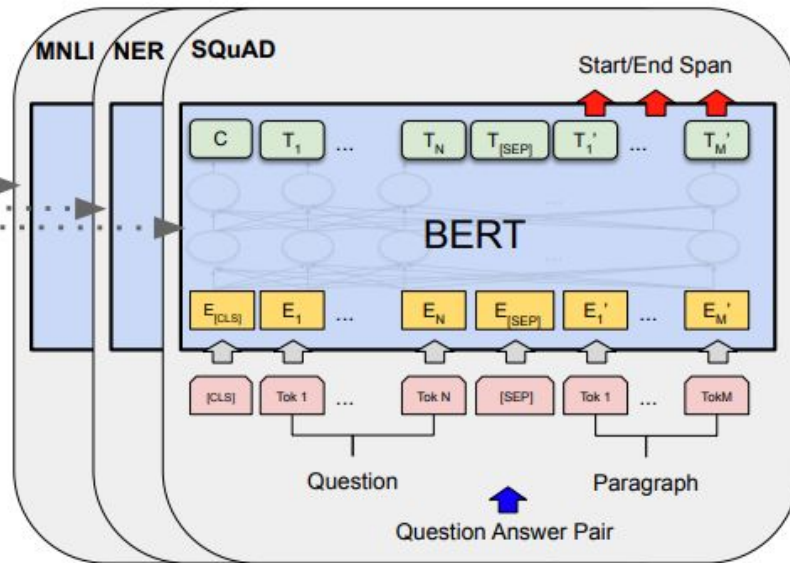 MNLI NER SQuAD
Start/End Span
C T1 ... TN T[SEP] T1' ... TM'
BERT
E[CLS] E1 ... EN E[SEP] E1' ... EM'
[CLS] Tok 1 ... Tok N [SEP] Tok 1 ... TokM
Question Paragraph
Question Answer Pair